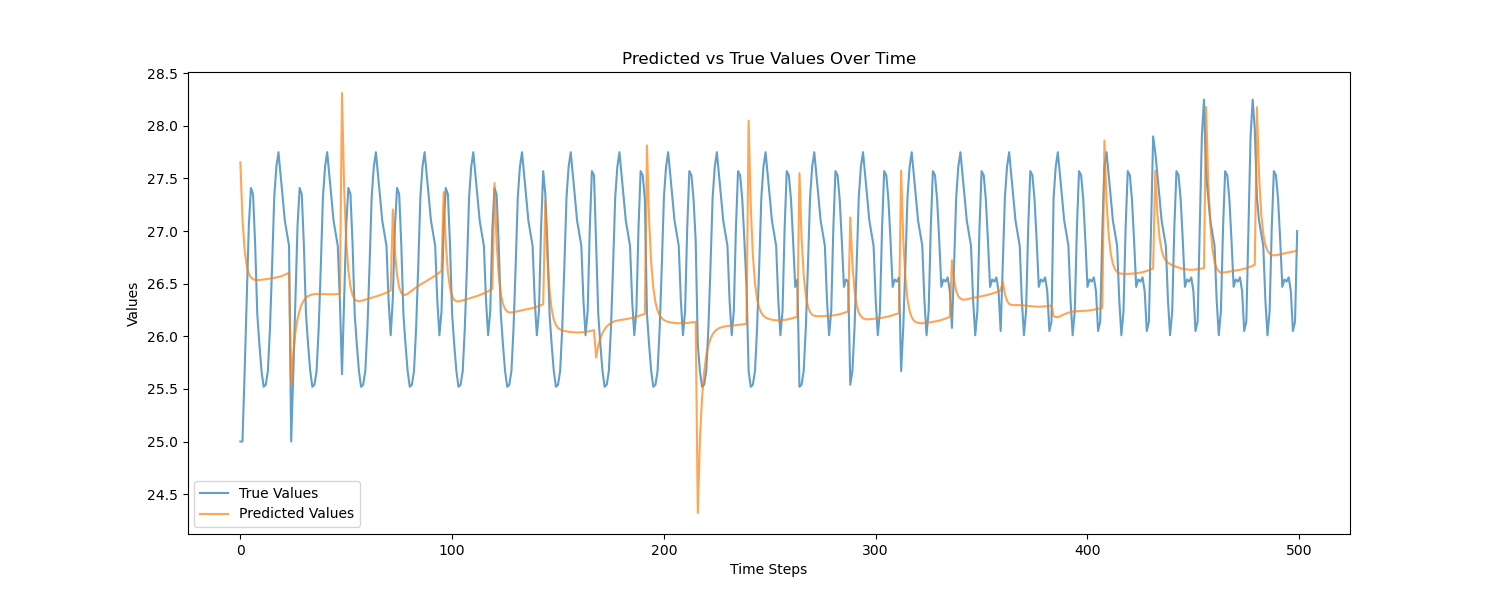 Predicted vs True Values Over Time
28.5
28.0
27.5
27.0
26.5
26.0
25.5
25.0
24.5
Values
True Values
Predicted Values
0 100 200 300 400 500
Time Steps